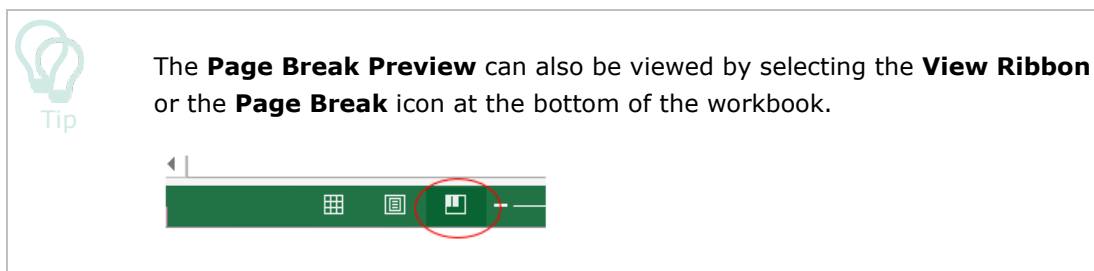 The Page Break Preview can also be viewed by selecting the View Ribbon
or the Page Break icon at the bottom of the workbook.
Tip